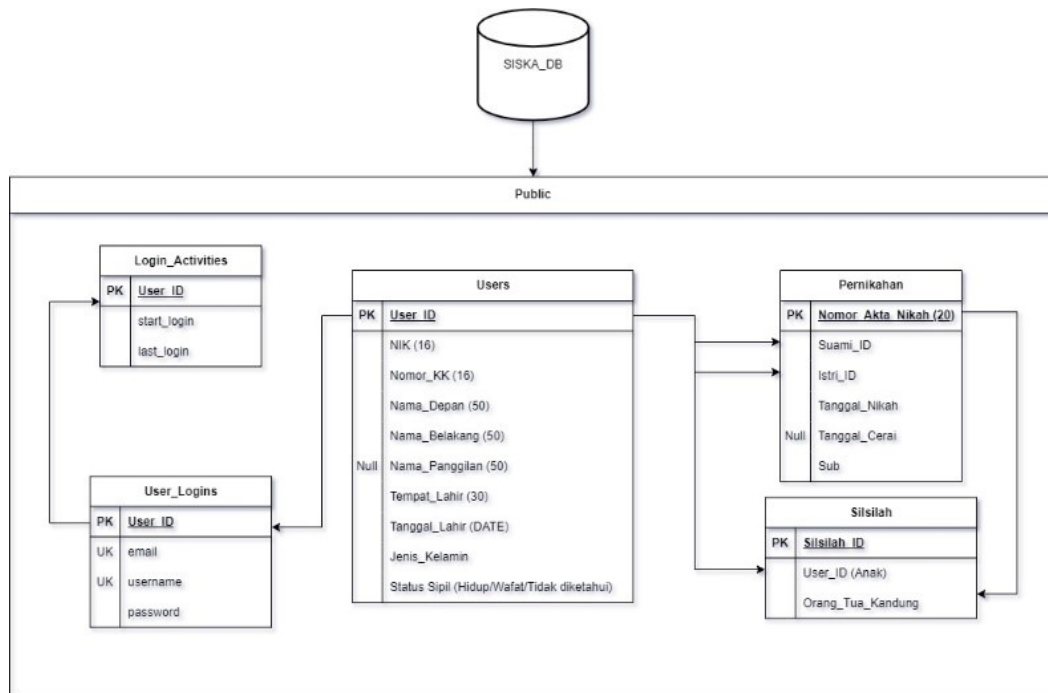 SISKA_DB
Public
Login_Activities
PK User_ID
start_login
last_login
User_Logins
PK User_ID
UK email
UK username
password
Users
PK User_ID
NIK (16)
Nomor_KK (16)
Nama_Depan (50)
Nama_Belakang (50)
Null Nama_Panggilan (50)
Tempat_Lahir (30)
Tanggal_Lahir (DATE)
Jenis_Kelamin
Status Sipil (Hidup/Wafat/Tidak diketahui)
Pernikahan
PK Nomor_Akta_Nikah (20)
Suami_ID
Istri_ID
Tanggal_Nikah
Null Tanggal_Cerai
Sub
Silsilah
PK Silsilah_ID
User_ID (Anak)
Orang_Tua_Kandung